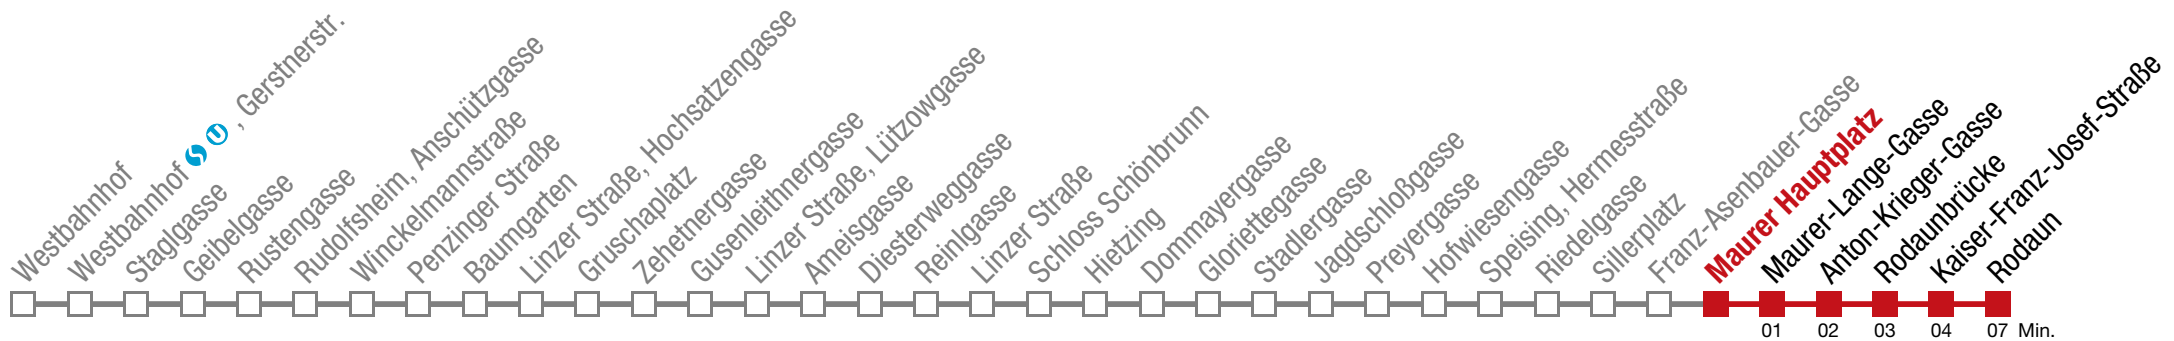 Westbahnhof
Westbahnhof S U , Gerstnerstr.
Staglgasse
Geibelgasse
Rustengasse
Rudolfsheim, Anschützgasse
Winckelmannstraße
Penzinger Straße
Baumgarten
Linzer Straße, Hochsatzengasse
Gruschaplatz
Zehetnergasse
Gusenleithnergasse
Linzer Straße, Lützowgasse
Ameisgasse
Diesterweggasse
Reinlgasse
Linzer Straße
Schloss Schönbrunn
Hietzing
Dommayergasse
Gloriettegasse
Stadlergasse
Jagdschloßgasse
Preyergasse
Hofwiesengasse
Speising, Hermesstraße
Riedelgasse
Sillerplatz
Franz-Asenbauer-Gasse
Maurer Hauptplatz
Maurer-Lange-Gasse
Anton-Krieger-Gasse
Rodaunbrücke
Kaiser-Franz-Josef-Straße
Rodaun
01 02 03 04 07 Min.